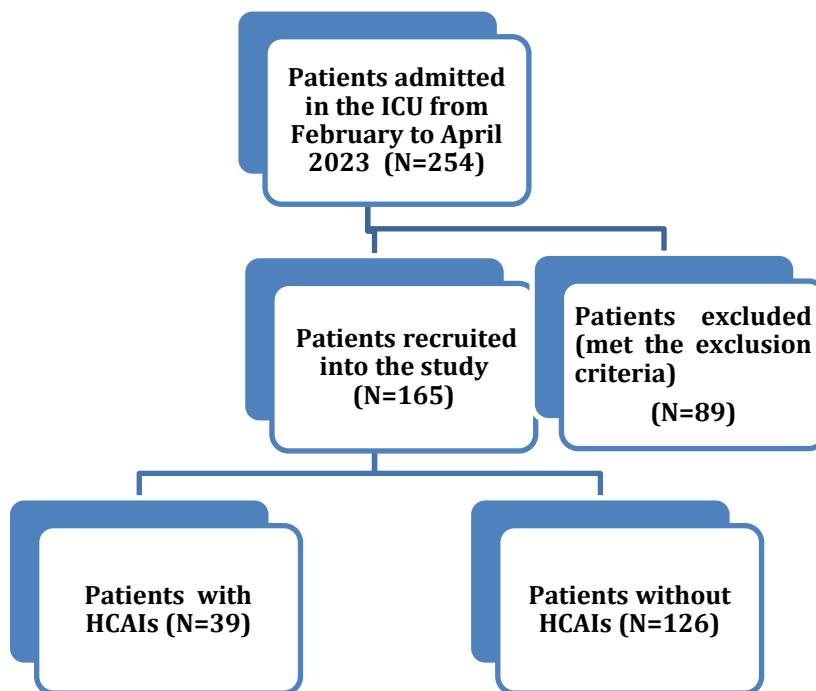 Patients admitted
in the ICU from
February to April
2023 (N=254)
Patients recruited
into the study
(N=165)
Patients excluded
(met the exclusion
criteria)
(N=89)
Patients with
HCAIs (N=39)
Patients without
HCAIs (N=126)